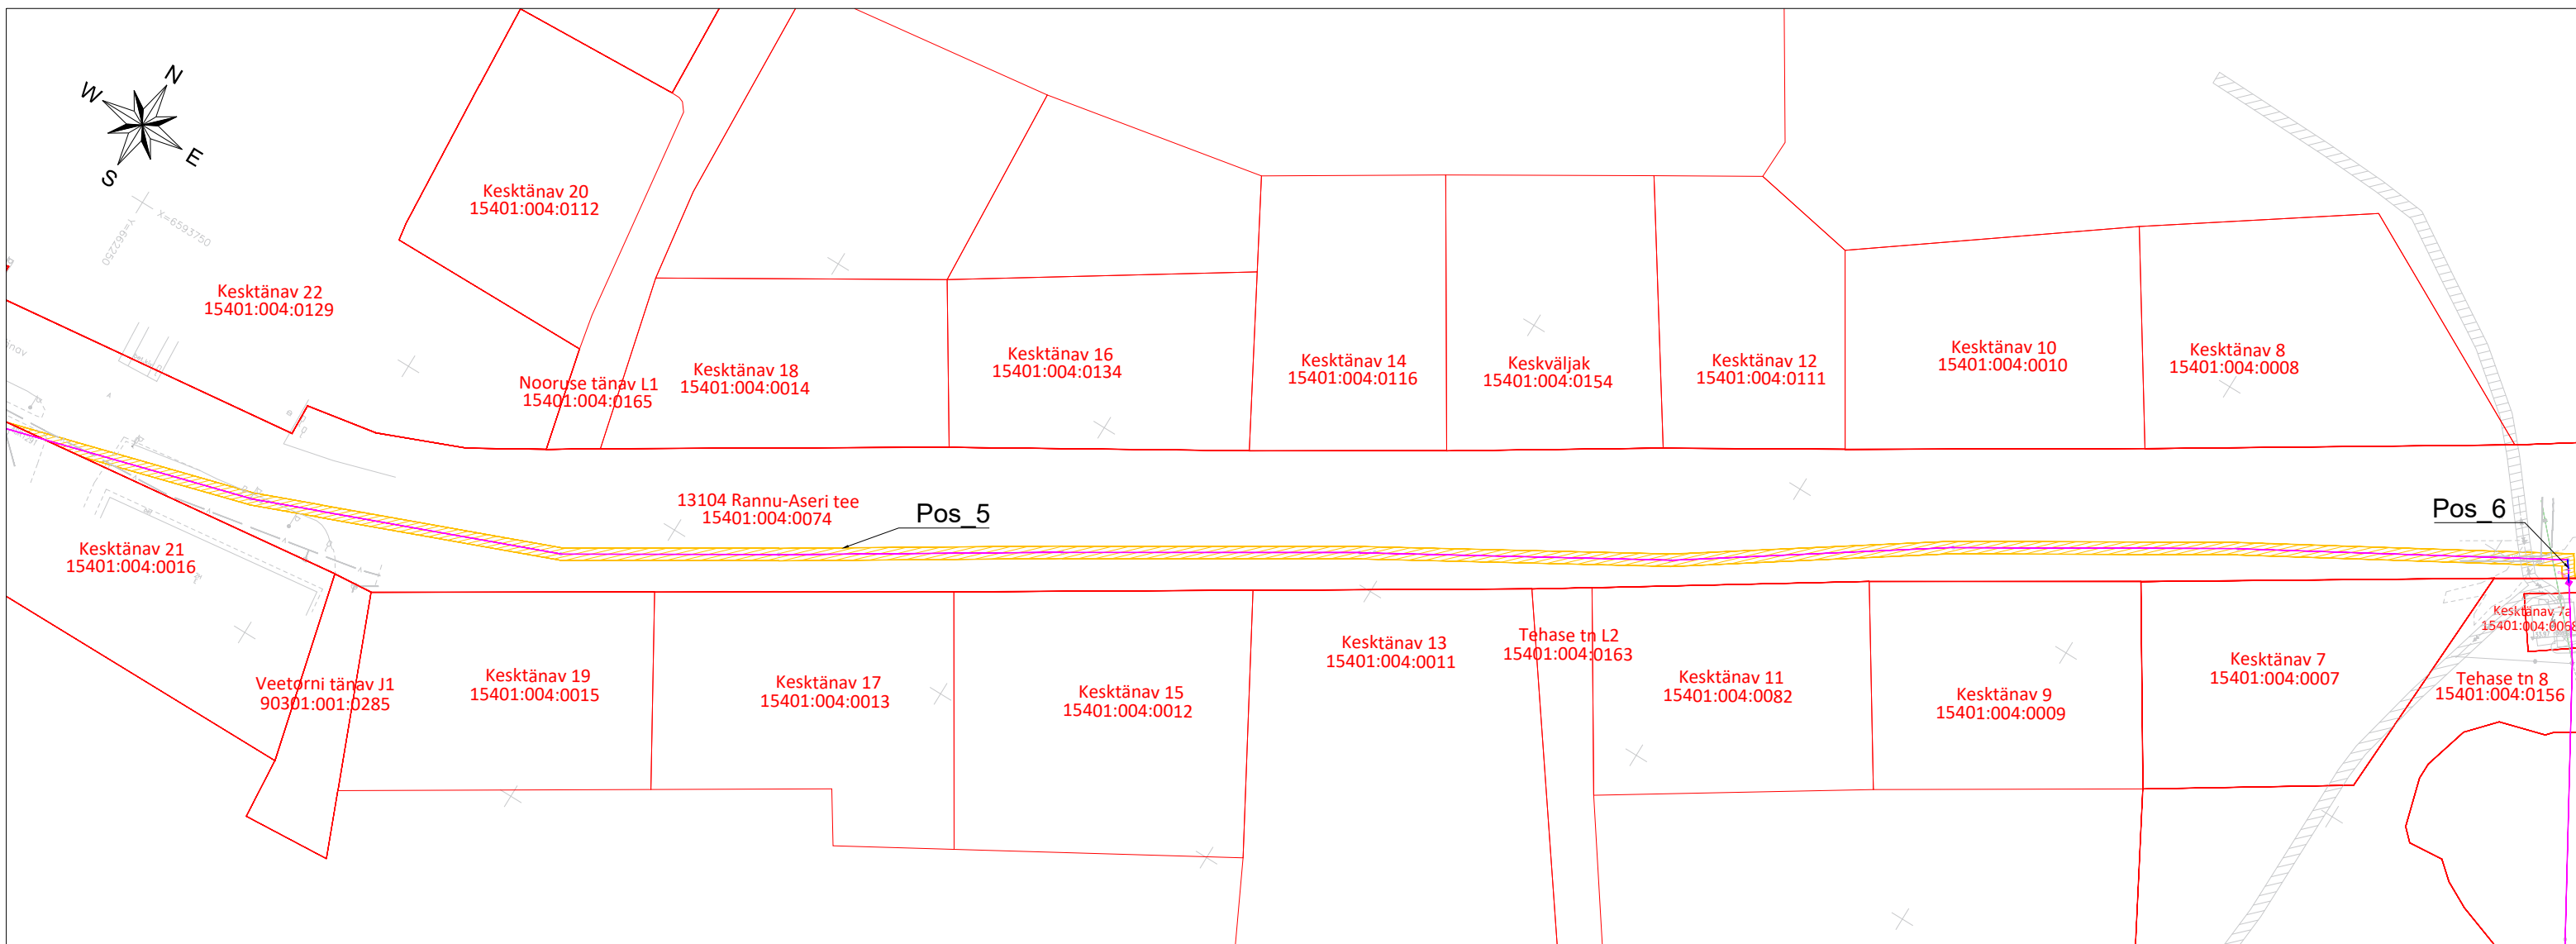 N
W
E
S
X=6593750
Y=662250
Kesktänav 20
15401:004:0112
Kesktänav 22
15401:004:0129
Nooruse tänav L1
15401:004:0165
Kesktänav 18
15401:004:0014
Kesktänav 16
15401:004:0134
Kesktänav 14
15401:004:0116
Keskväljak
15401:004:0154
Kesktänav 12
15401:004:0111
Kesktänav 10
15401:004:0010
Kesktänav 8
15401:004:0008
13104 Rannu-Aseri tee
15401:004:0074
Pos_5
Pos_6
Kesktänav 21
15401:004:0016
Veetorni tänav J1
90301:001:0285
Kesktänav 19
15401:004:0015
Kesktänav 17
15401:004:0013
Kesktänav 15
15401:004:0012
Kesktänav 13
15401:004:0011
Tehase tn L2
15401:004:0163
Kesktänav 11
15401:004:0082
Kesktänav 9
15401:004:0009
Kesktänav 7
15401:004:0007
Kesktänav 7a
15401:004:0068
Tehase tn 8
15401:004:0156